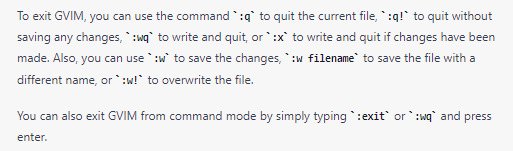 To exit GVIM, you can use the command `:q` to quit the current file, `:q!` to quit without
saving any changes, `:wq` to write and quit, or `:x` to write and quit if changes have been
made. Also, you can use `:w` to save the changes, `:w filename` to save the file with a
different name, or `:w!` to overwrite the file.
You can also exit GVIM from command mode by simply typing `:exit` or `:wq` and press
enter.